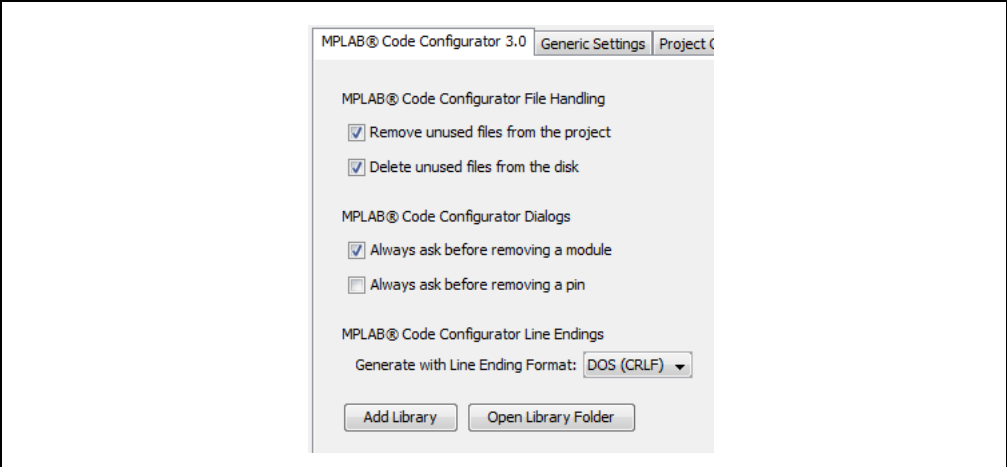 MPLAB® Code Configurator 3.0 Generic Settings Project
MPLAB® Code Configurator File Handling
Remove unused files from the project
Delete unused files from the disk
MPLAB® Code Configurator Dialogs
Always ask before removing a module
Always ask before removing a pin
MPLAB® Code Configurator Line Endings
Generate with Line Ending Format: DOS (CRLF)
Add Library Open Library Folder